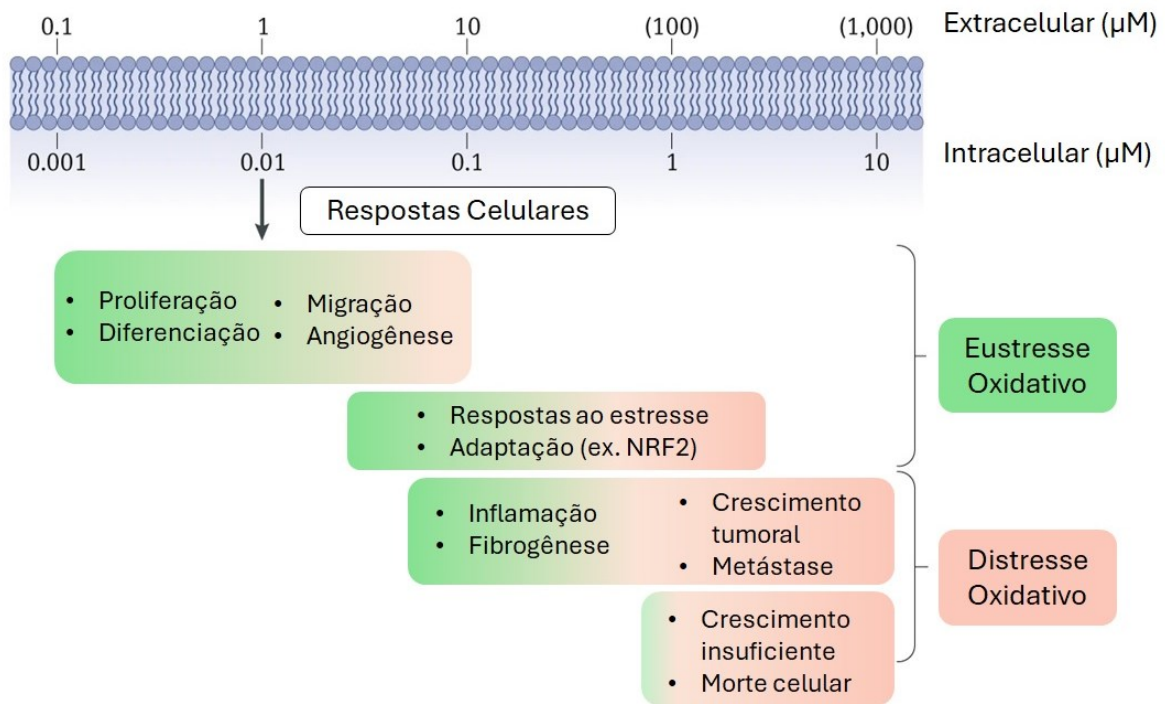 0.1 1 10 (100) (1,000) Extracelular (µM)
0.001 0.01 0.1 1 10 Intracelular (µM)
Respostas Celulares
• Proliferação
• Diferenciação
• Migração
• Angiogênese
• Respostas ao estresse
• Adaptação (ex. NRF2)
Eustresse
Oxidativo
• Inflamação
• Fibrogênese
• Crescimento
tumoral
• Metástase
• Crescimento
insuficiente
• Morte celular
Distresse
Oxidativo